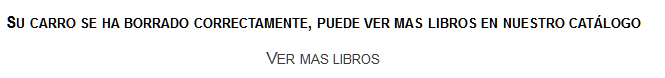 Su carro se ha borrado correctamente, puede ver mas libros en nuestro catálogo
Ver mas libros